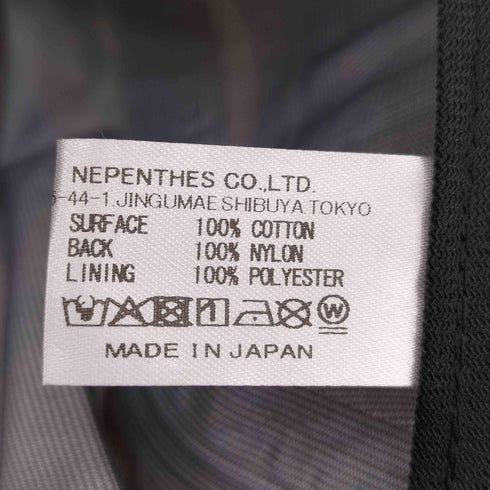 NEPENTHES CO.,LTD.
-44-1.JINGUMAE.SHIBUYA.TOKYO
SURFACE 100% COTTON
BACK 100% NYLON
LINING 100% POLYESTER
W
MADE IN JAPAN